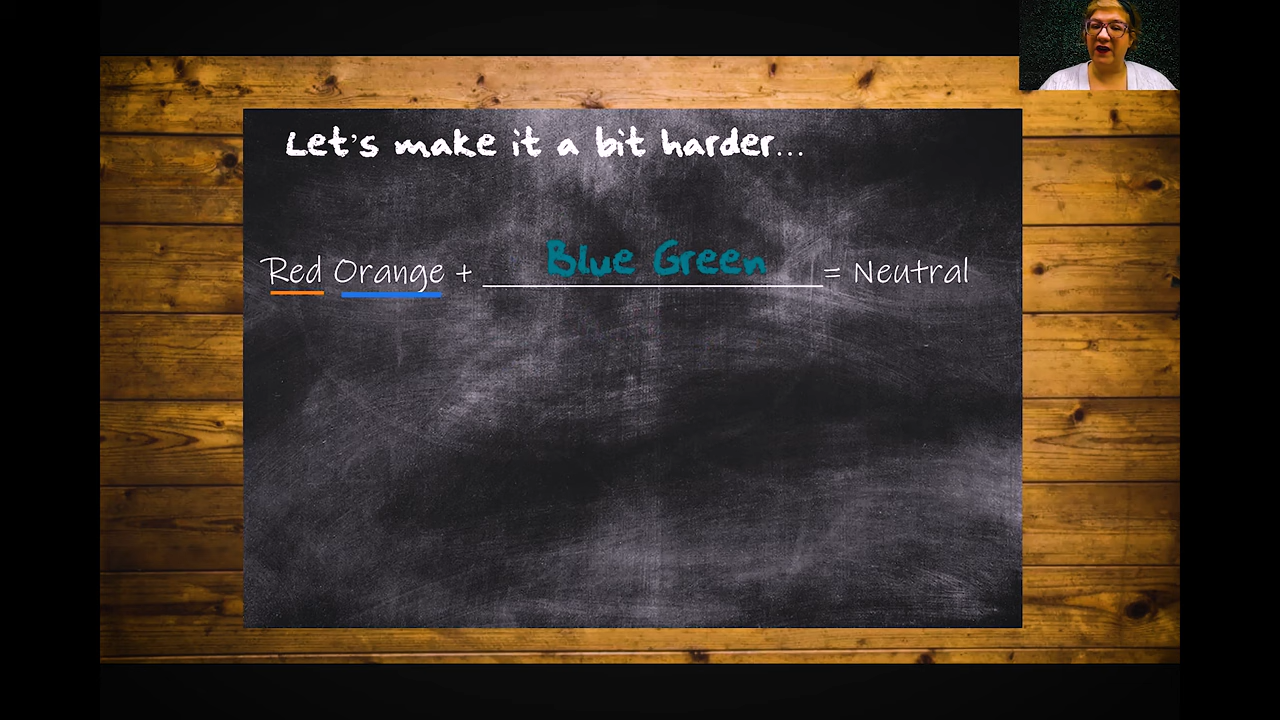 Let's make it a bit harder...
Red Orange + Blue Green = Neutral